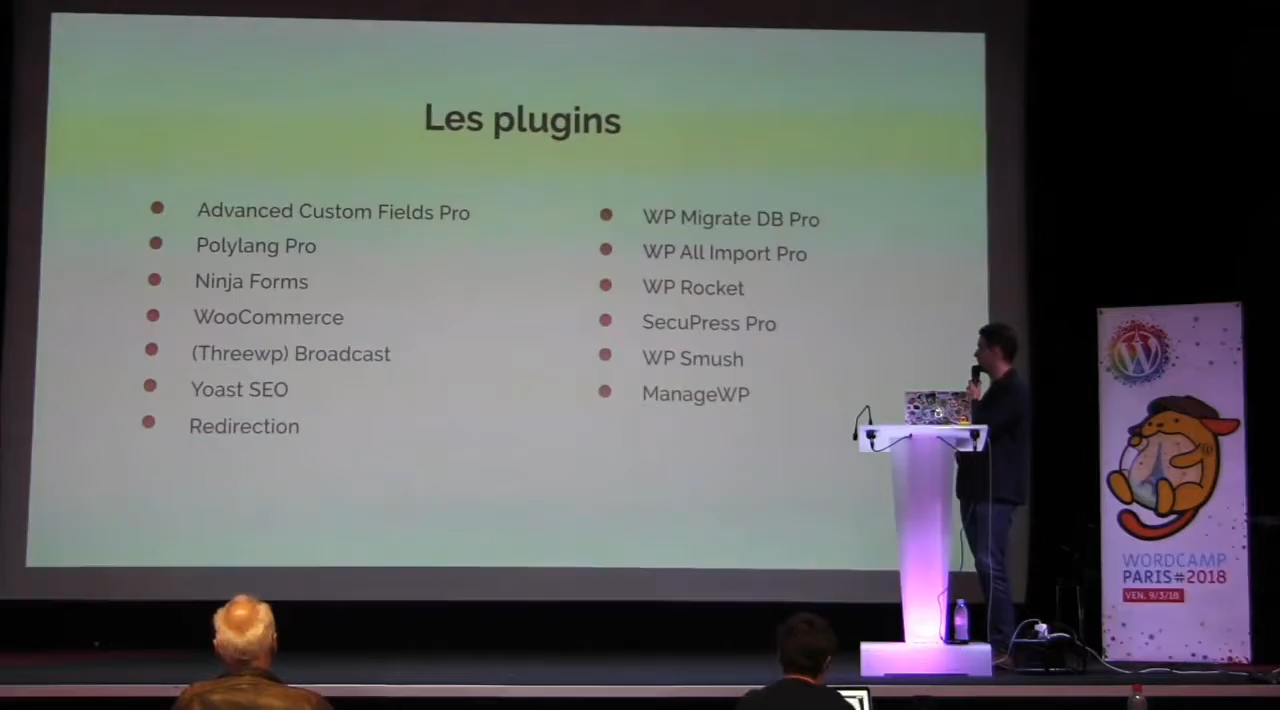 Les plugins
Advanced Custom Fields Pro
Polylang Pro
Ninja Forms
WooCommerce
(Threewp) Broadcast
Yoast SEO
Redirection
WP Migrate DB Pro
WP All Import Pro
WP Rocket
SecuPress Pro
WP Smush
ManageWP
WORDCAMP
PARIS#2018
VEN. 9/3/18